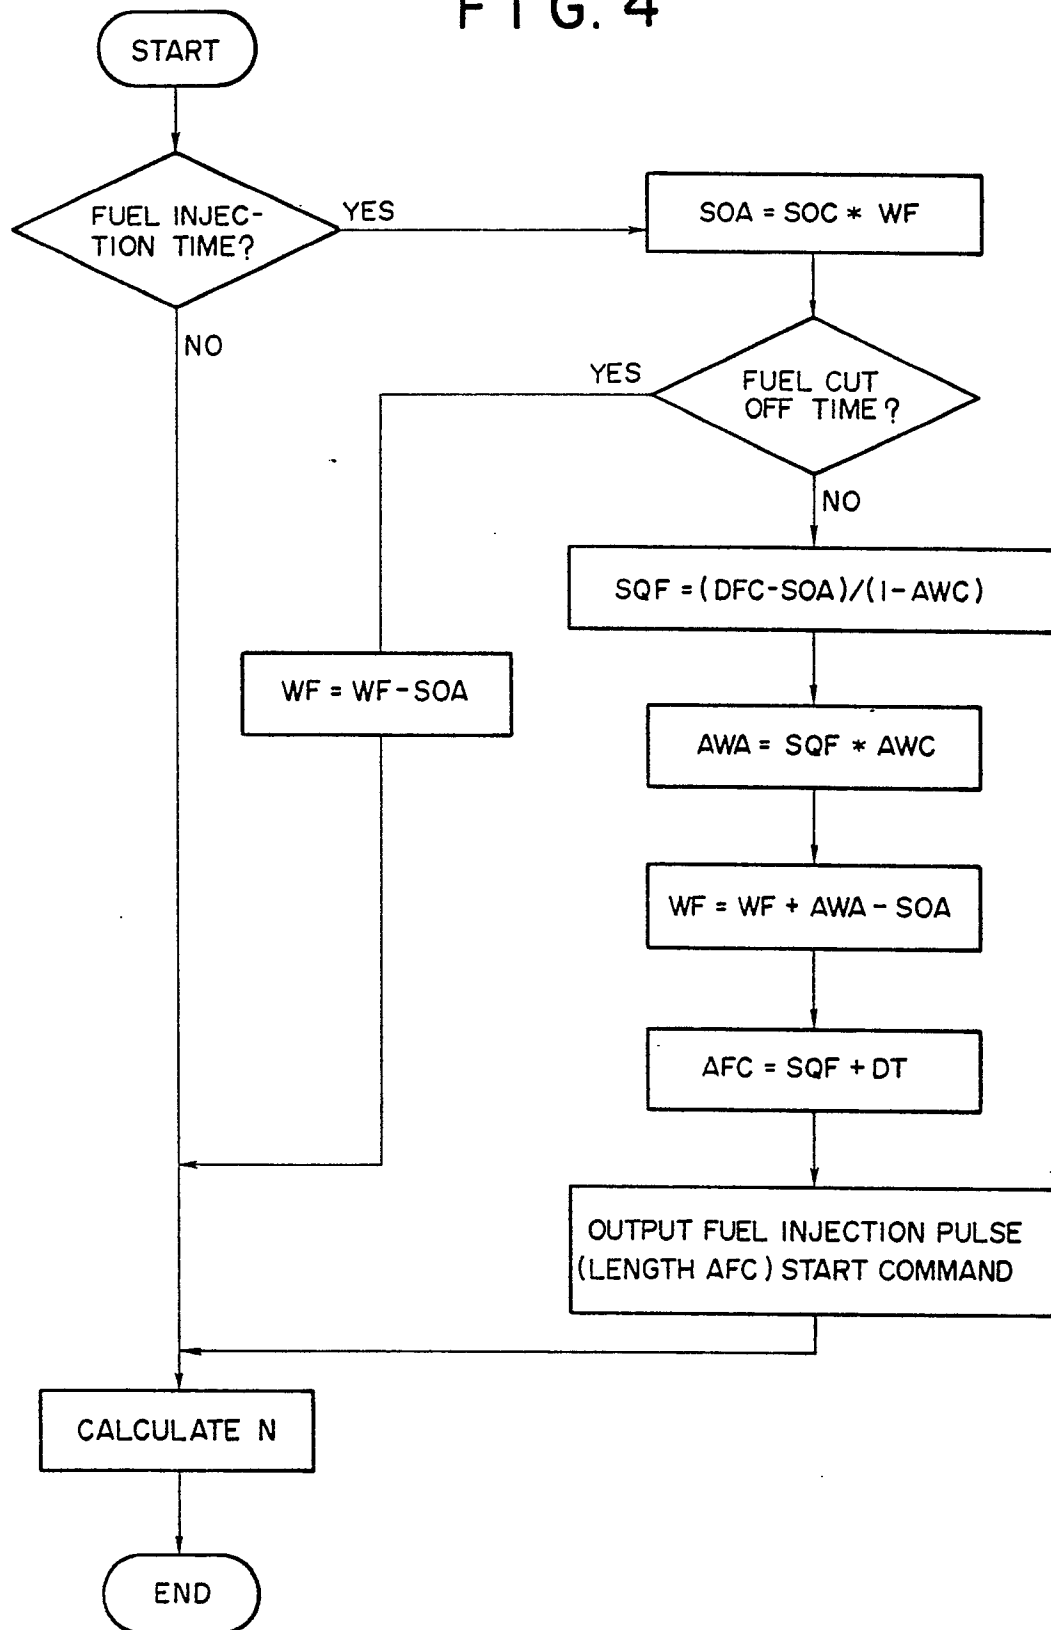 FIG. 4
START
FUEL INJEC-
TION TIME?
YES
NO
SOA = SOC * WF
FUEL CUT
OFF TIME?
YES
NO
SQF = (DFC-SOA)/(1-AWC)
WF = WF-SOA
AWA = SQF * AWC
WF = WF + AWA - SOA
AFC = SQF + DT
OUTPUT FUEL INJECTION PULSE
(LENGTH AFC) START COMMAND
CALCULATE N
END